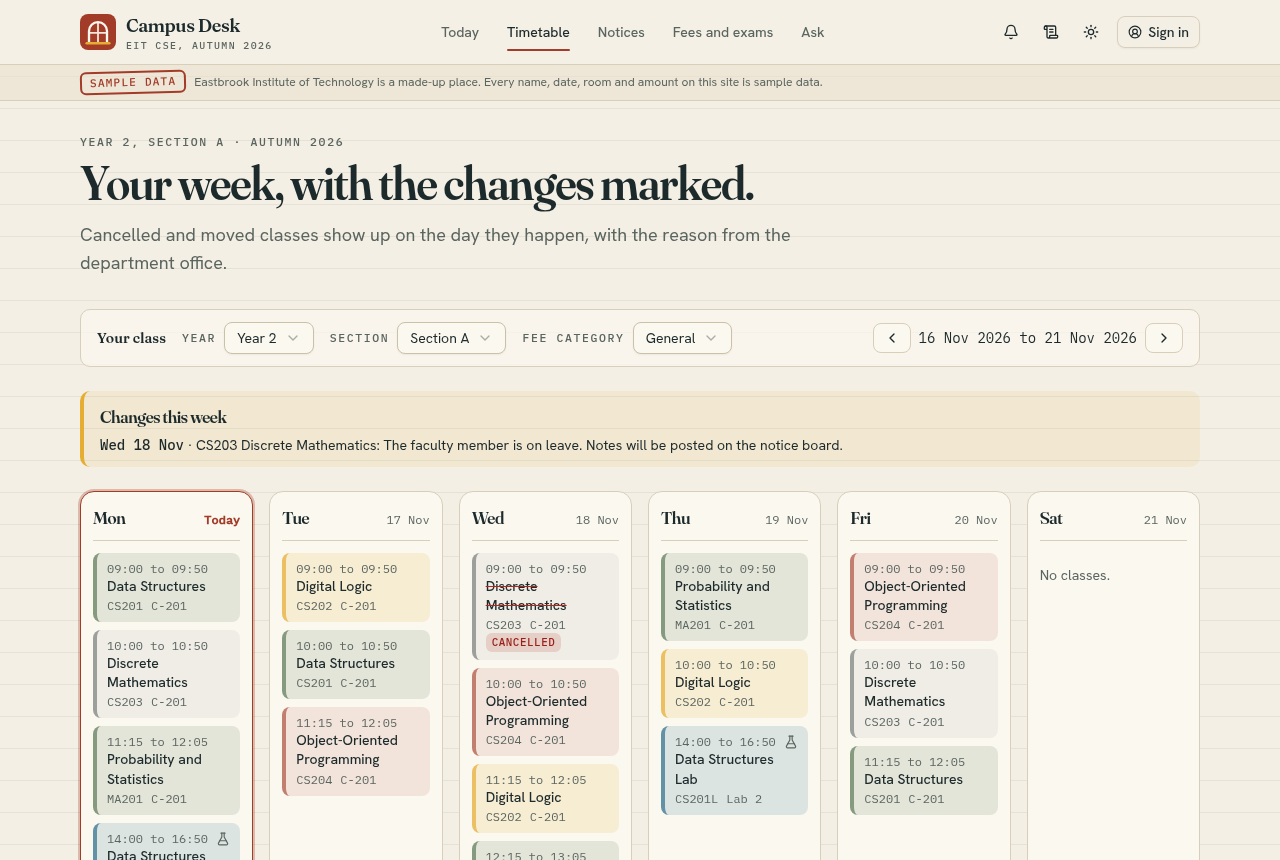 Campus Desk
EIT CSE, AUTUMN 2026
Today
Timetable
Notices
Fees and exams
Ask
Sign in
SAMPLE DATA
Eastbrook Institute of Technology is a made-up place. Every name, date, room and amount on this site is sample data.
YEAR 2, SECTION A · AUTUMN 2026
Your week, with the changes marked.
Cancelled and moved classes show up on the day they happen, with the reason from the
department office.
Your class
YEAR
Year 2
SECTION
Section A
FEE CATEGORY
General
16 Nov 2026 to 21 Nov 2026
Changes this week
Wed 18 Nov · CS203 Discrete Mathematics: The faculty member is on leave. Notes will be posted on the notice board.
Mon
Today
09:00 to 09:50
Data Structures
CS201 C-201
10:00 to 10:50
Discrete
Mathematics
CS203 C-201
11:15 to 12:05
Probability and
Statistics
MA201 C-201
14:00 to 16:50
Data Structures
Tue
17 Nov
09:00 to 09:50
Digital Logic
CS202 C-201
10:00 to 10:50
Data Structures
CS201 C-201
11:15 to 12:05
Object-Oriented
Programming
CS204 C-201
Wed
18 Nov
09:00 to 09:50
Discrete
Mathematics
CS203 C-201
CANCELLED
10:00 to 10:50
Object-Oriented
Programming
CS204 C-201
11:15 to 12:05
Digital Logic
CS202 C-201
12:15 to 13:05
Thu
19 Nov
09:00 to 09:50
Probability and
Statistics
MA201 C-201
10:00 to 10:50
Digital Logic
CS202 C-201
14:00 to 16:50
Data Structures
Lab
CS201L Lab 2
Fri
20 Nov
09:00 to 09:50
Object-Oriented
Programming
CS204 C-201
10:00 to 10:50
Discrete
Mathematics
CS203 C-201
11:15 to 12:05
Data Structures
CS201 C-201
Sat
21 Nov
No classes.